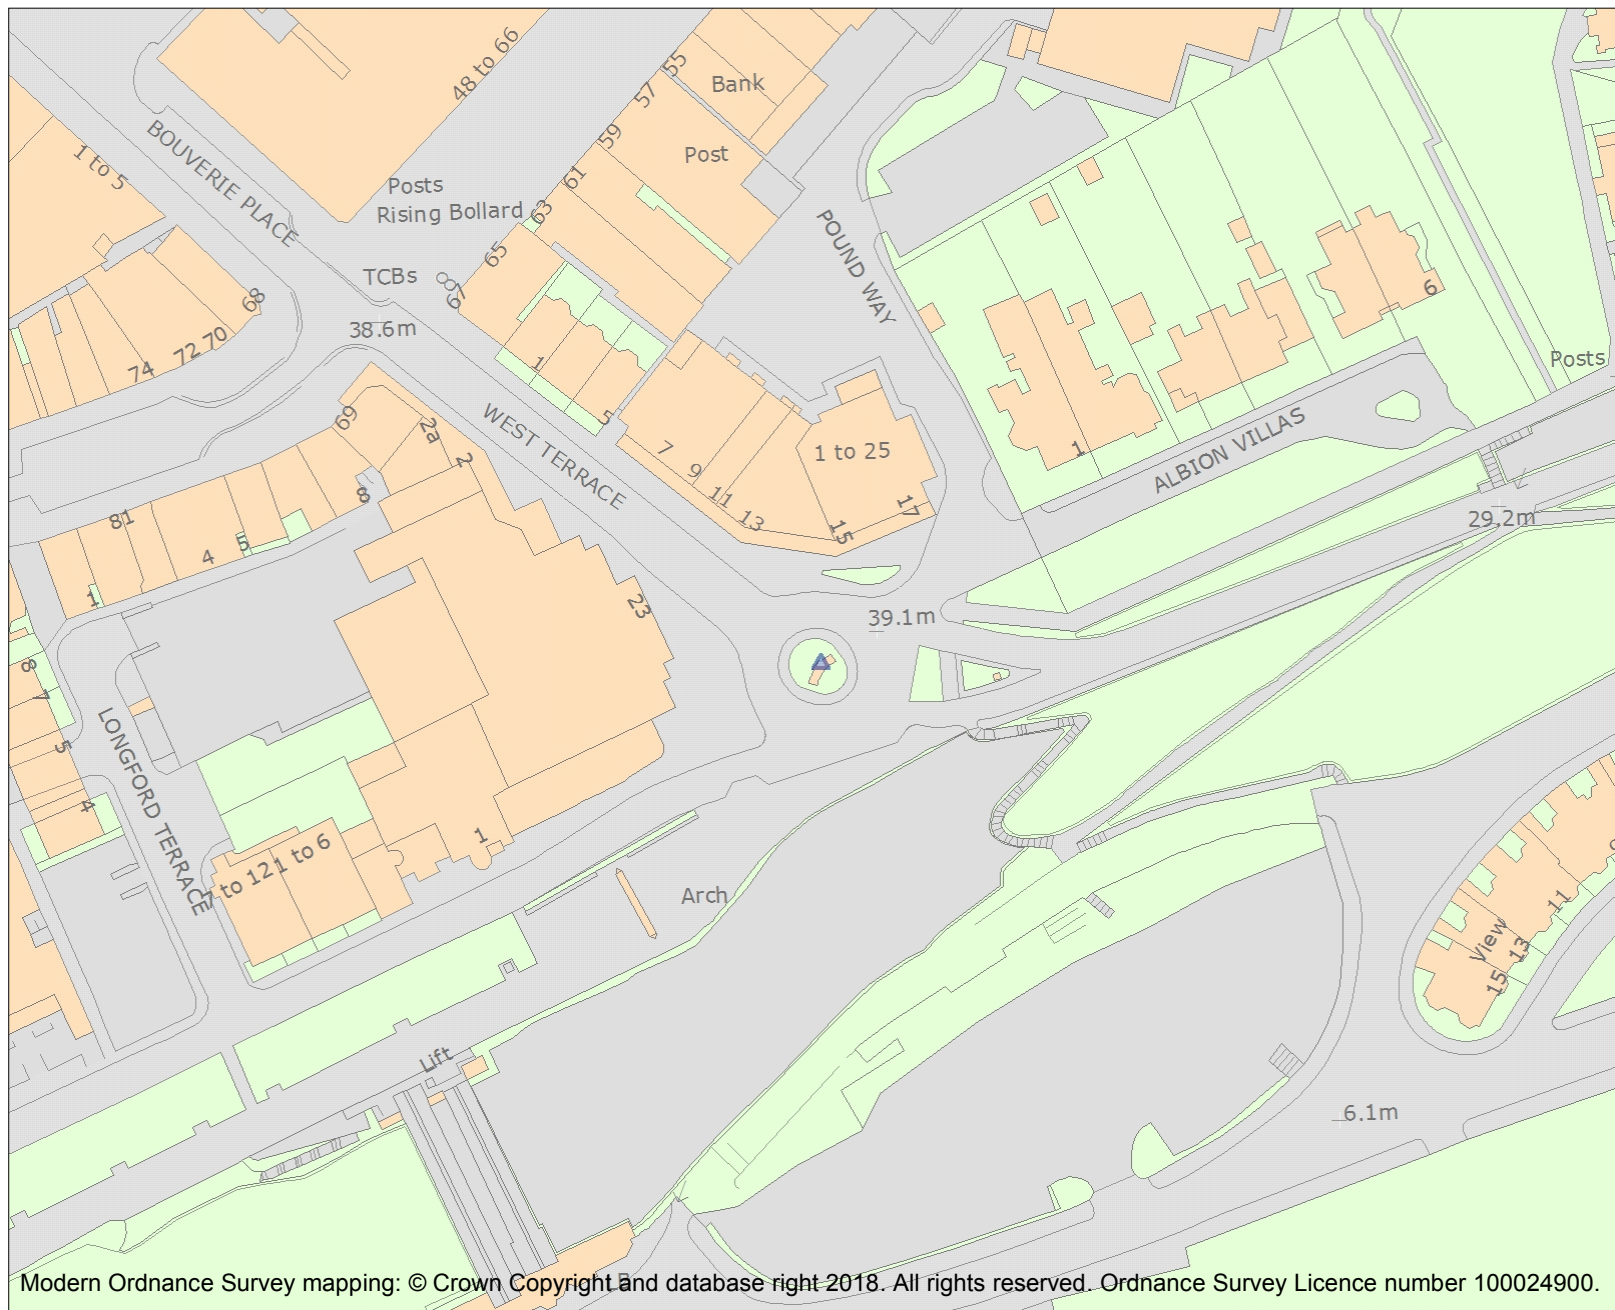 48 to 66
55
57
Bank
59
Post
61
63
65
67
BOUVERIE PLACE
1 to 5
Posts
Rising Bollard
TCBs
38.6m
68
70
72
74
POUND WAY
6
1
ALBION VILLAS
Posts
29.2m
1
5
WEST TERRACE
7
9
11
13
1 to 25
15
17
69
2a
2
8
81
5
4
1
23
39.1m
8
7
5
4
LONGFORD TERRACE
7 to 12
1 to 6
1
Arch
Lift
View
11
13
15
6.1m
Modern Ordnance Survey mapping: © Crown Copyright and database right 2018. All rights reserved. Ordnance Survey Licence number 100024900.